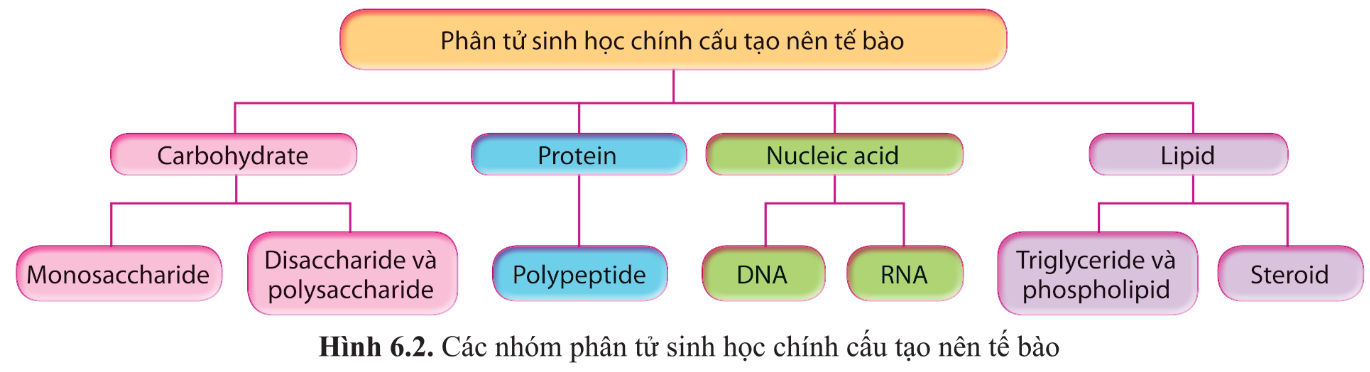 Phân tử sinh học chính cấu tạo nên tế bào
Carbohydrate
Protein
Nucleic acid
Lipid
Monosaccharide
Disaccharide và
polysaccharide
Polypeptide
DNA
RNA
Triglyceride và
phospholipid
Steroid
Hình 6.2. Các nhóm phân tử sinh học chính cấu tạo nên tế bào